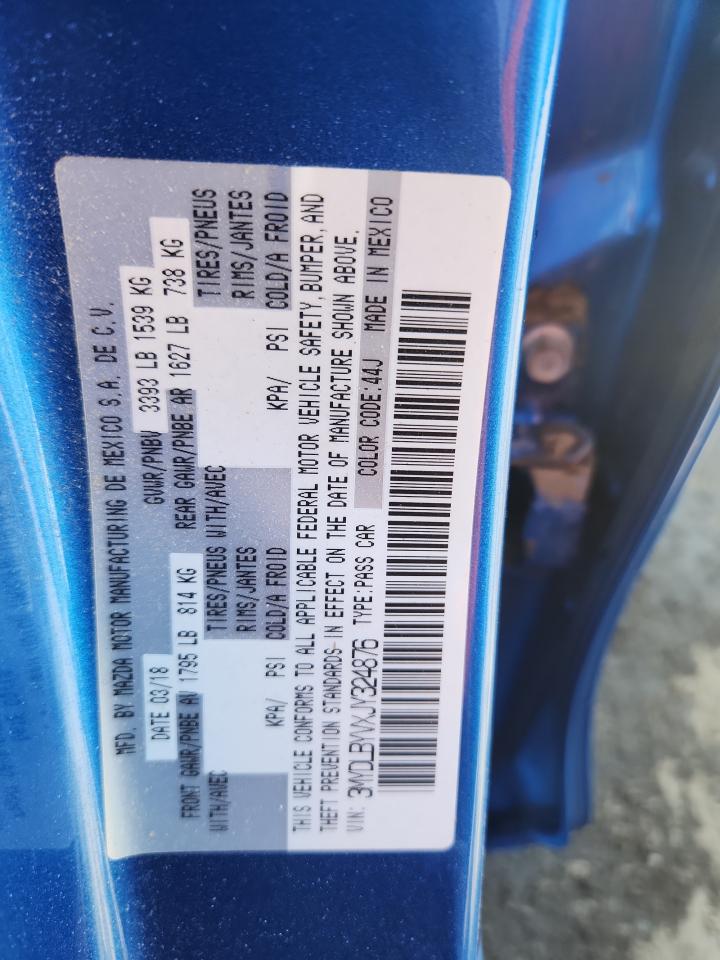 MFD. BY MAZDA MOTOR MANUFACTURING DE MEXICO S.A. DE C.V.
DATE 03/18 GVWR/PNBV 3393 LB 1539 KG
FRONT GAWR/PNBE AV 1795 LB 814 KG REAR GAWR/PNBE AR 1627 LB 738 KG
WITH/AVEC TIRES/PNEUS WITH/AVEC TIRES/PNEUS
RIMS/JANTES RIMS/JANTES
KPA/ PSI COLD/A FROID KPA/ PSI COLD/A FROID
THIS VEHICLE CONFORMS TO ALL APPLICABLE FEDERAL MOTOR VEHICLE SAFETY, BUMPER, AND
THEFT PREVENTION STANDARDS IN EFFECT ON THE DATE OF MANUFACTURE SHOWN ABOVE.
VIN: 3MYDLBYVXJY324876 TYPE:PASS CAR COLOR CODE:44J MADE IN MEXICO